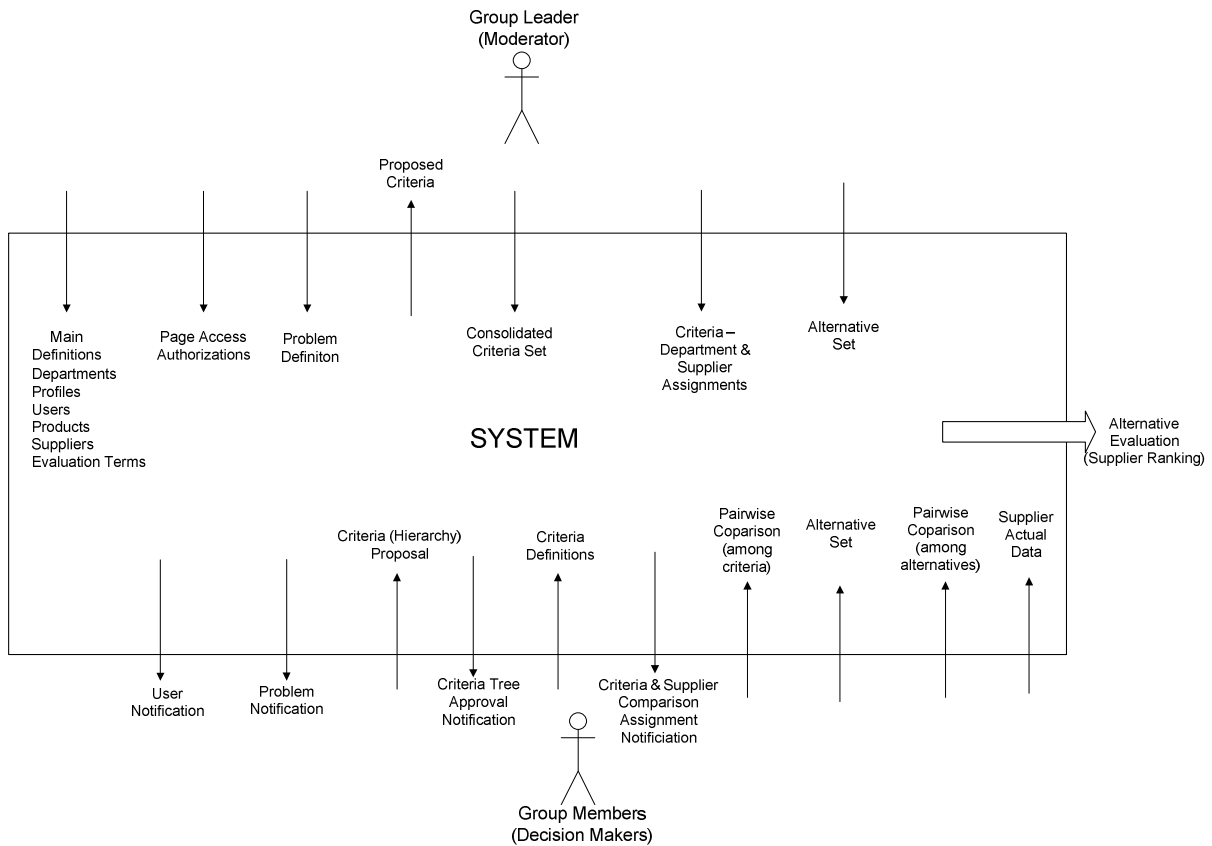 Group Leader
(Moderator)
Proposed
Criteria
Main
Definitions
Departments
Profiles
Users
Products
Suppliers
Evaluation Terms
Page Access
Authorizations
Problem
Definiton
Consolidated
Criteria Set
Criteria –
Department &
Supplier
Assignments
Alternative
Set
SYSTEM
Alternative
Evaluation
(Supplier Ranking)
Criteria (Hierarchy)
Proposal
Criteria
Definitions
Pairwise
Coparison
(among
criteria)
Alternative
Set
Pairwise
Coparison
(among
alternatives)
Supplier
Actual
Data
User
Notification
Problem
Notification
Criteria Tree
Approval
Notification
Criteria & Supplier
Comparison
Assignment
Notificiation
Group Members
(Decision Makers)